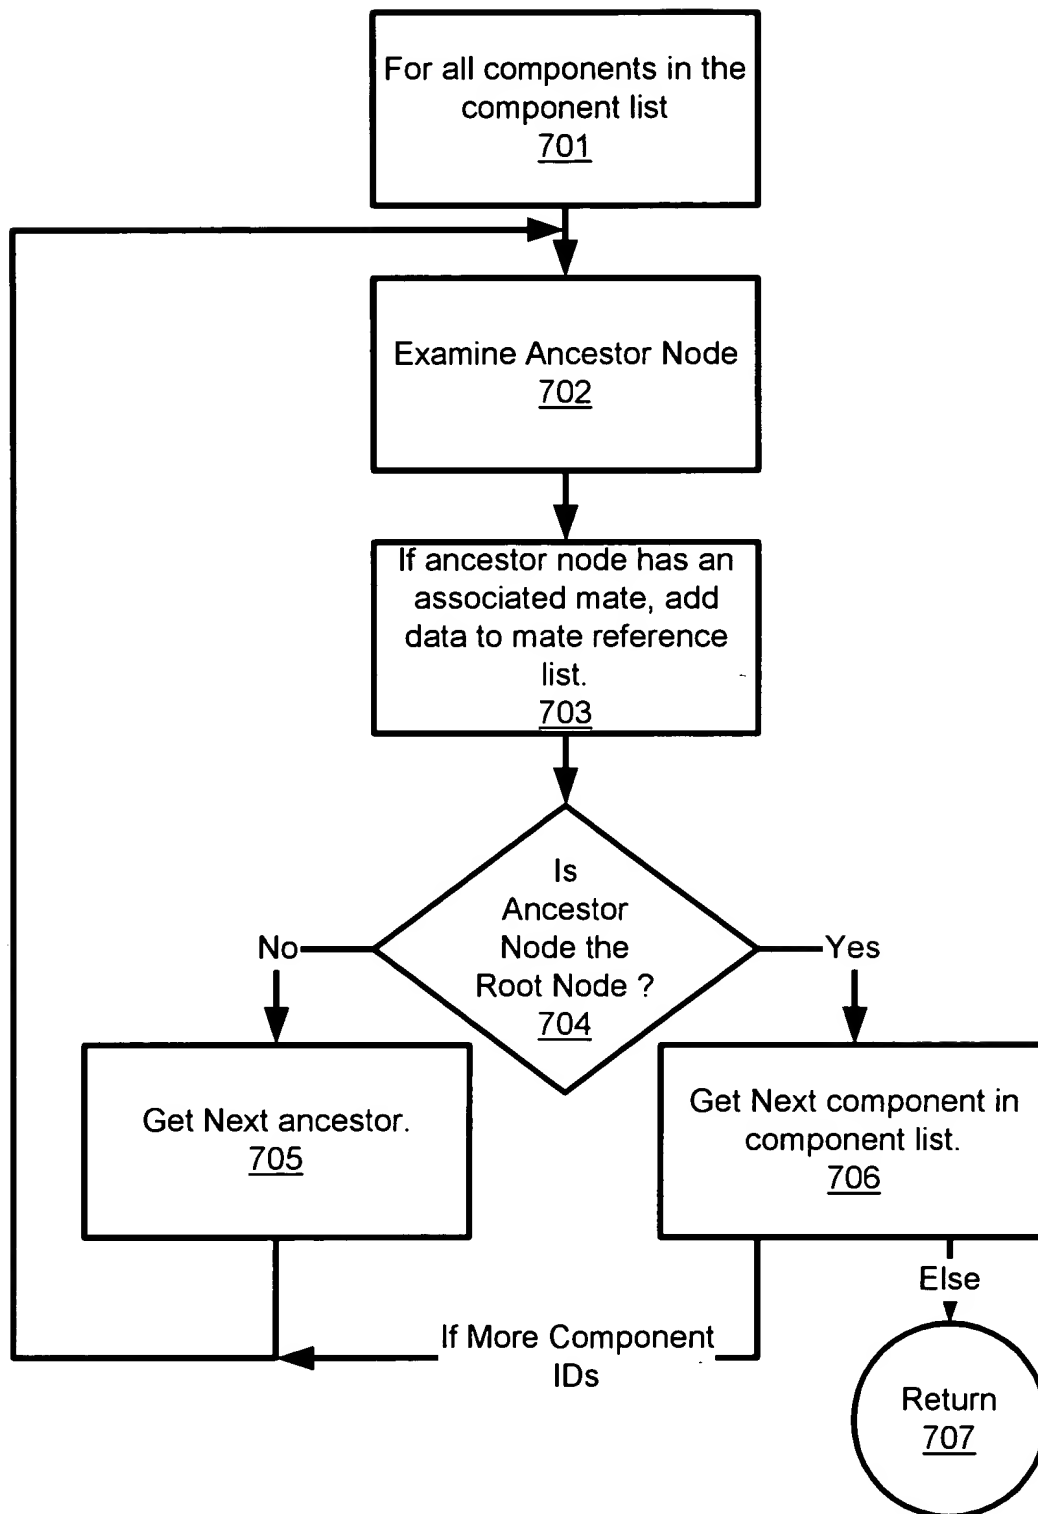 For all components in the
component list
701
Examine Ancestor Node
702
If ancestor node has an
associated mate, add
data to mate reference
list.
703
Is
Ancestor
Node the
Root Node ?
704
No
Yes
Get Next ancestor.
705
Get Next component in
component list.
706
Else
If More Component
IDs
Return
707